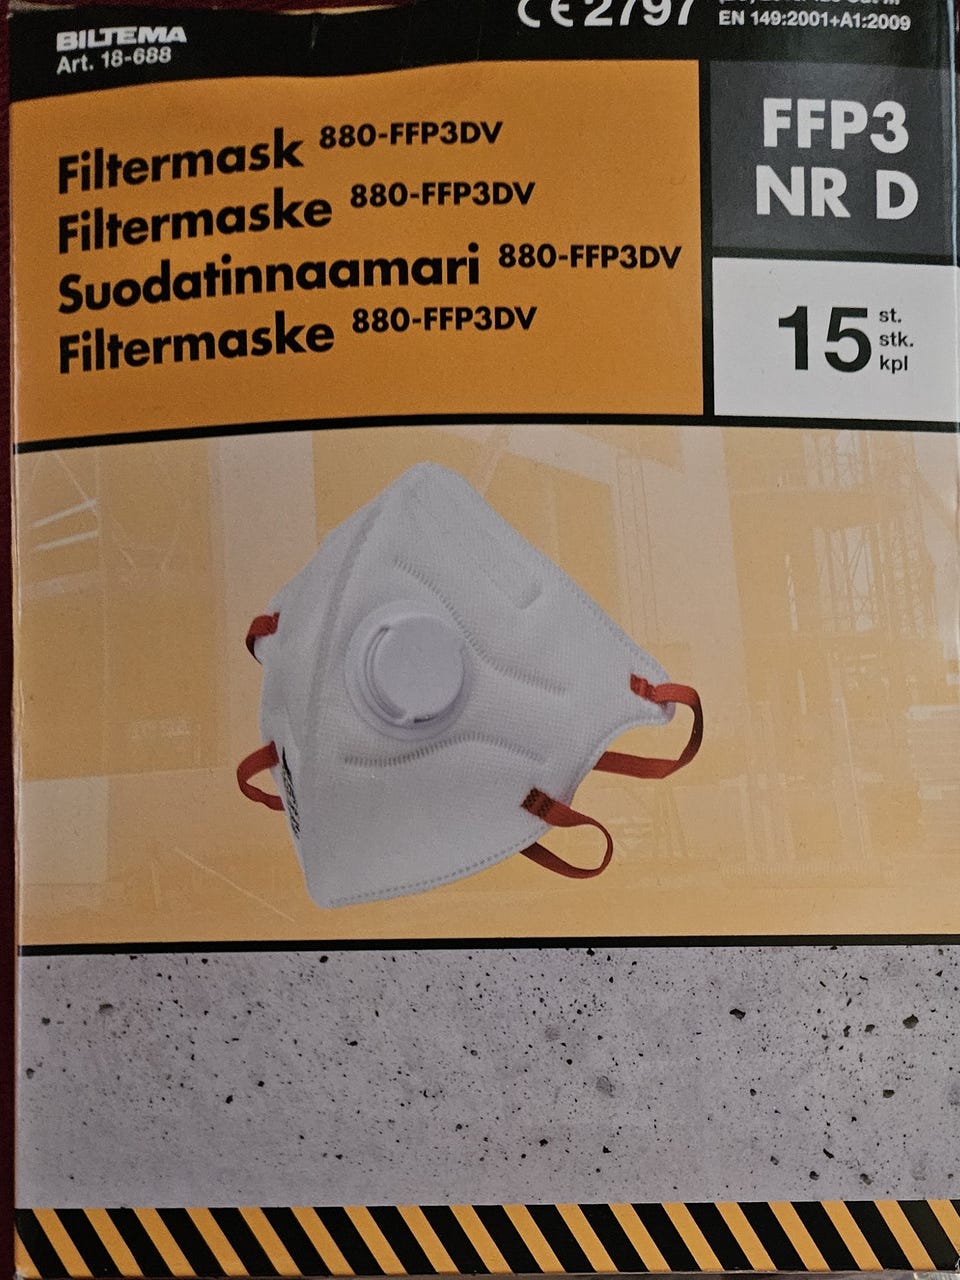 BILTEMA
Art. 18-688
CE 2797
EN 149:2001+A1:2009
Filtermask 880-FFP3DV
Filtermaske 880-FFP3DV
Suodatinnaamari 880-FFP3DV
Filtermaske 880-FFP3DV
FFP3
NR D
15 st.
stk.
kpl